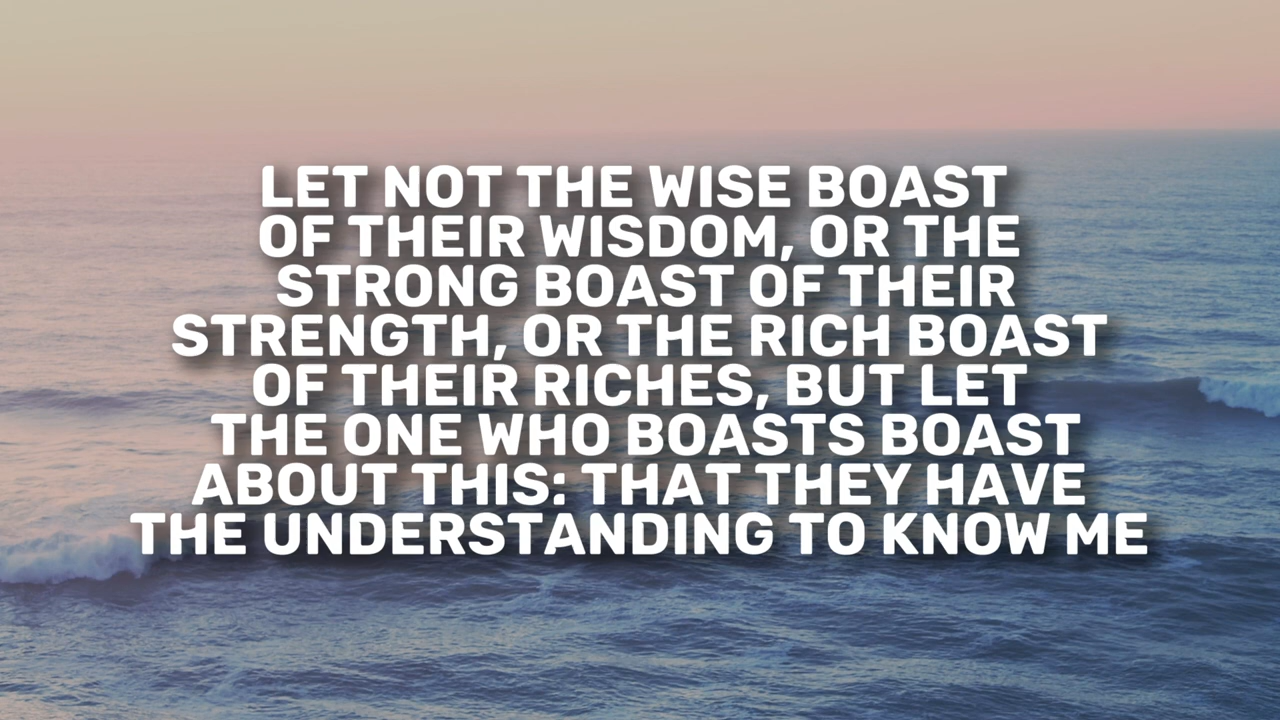 LET NOT THE WISE BOAST
OF THEIR WISDOM, OR THE
STRONG BOAST OF THEIR
STRENGTH, OR THE RICH BOAST
OF THEIR RICHES, BUT LET
THE ONE WHO BOASTS BOAST
ABOUT THIS: THAT THEY HAVE
THE UNDERSTANDING TO KNOW ME